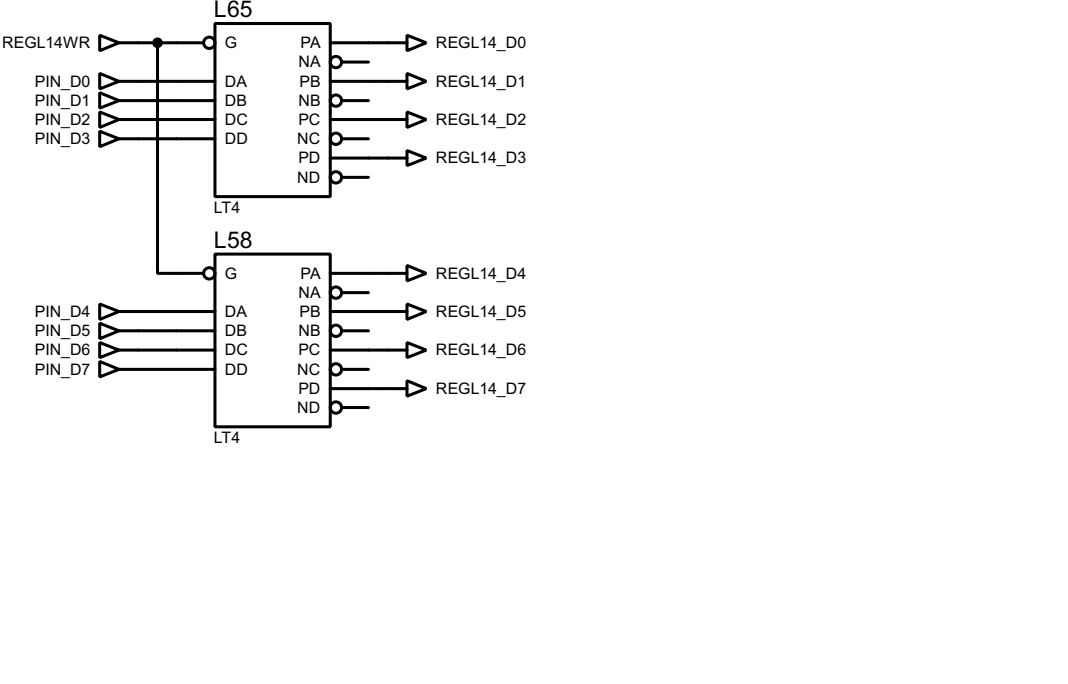 L65
REGL14WR G PA REGL14_D0
NA
PIN_D0 DA PB REGL14_D1
PIN_D1 DB NB
PIN_D2 DC PC REGL14_D2
PIN_D3 DD NC
PD REGL14_D3
ND
LT4
L58
G PA REGL14_D4
NA
PIN_D4 DA PB REGL14_D5
PIN_D5 DB NB
PIN_D6 DC PC REGL14_D6
PIN_D7 DD NC
PD REGL14_D7
ND
LT4